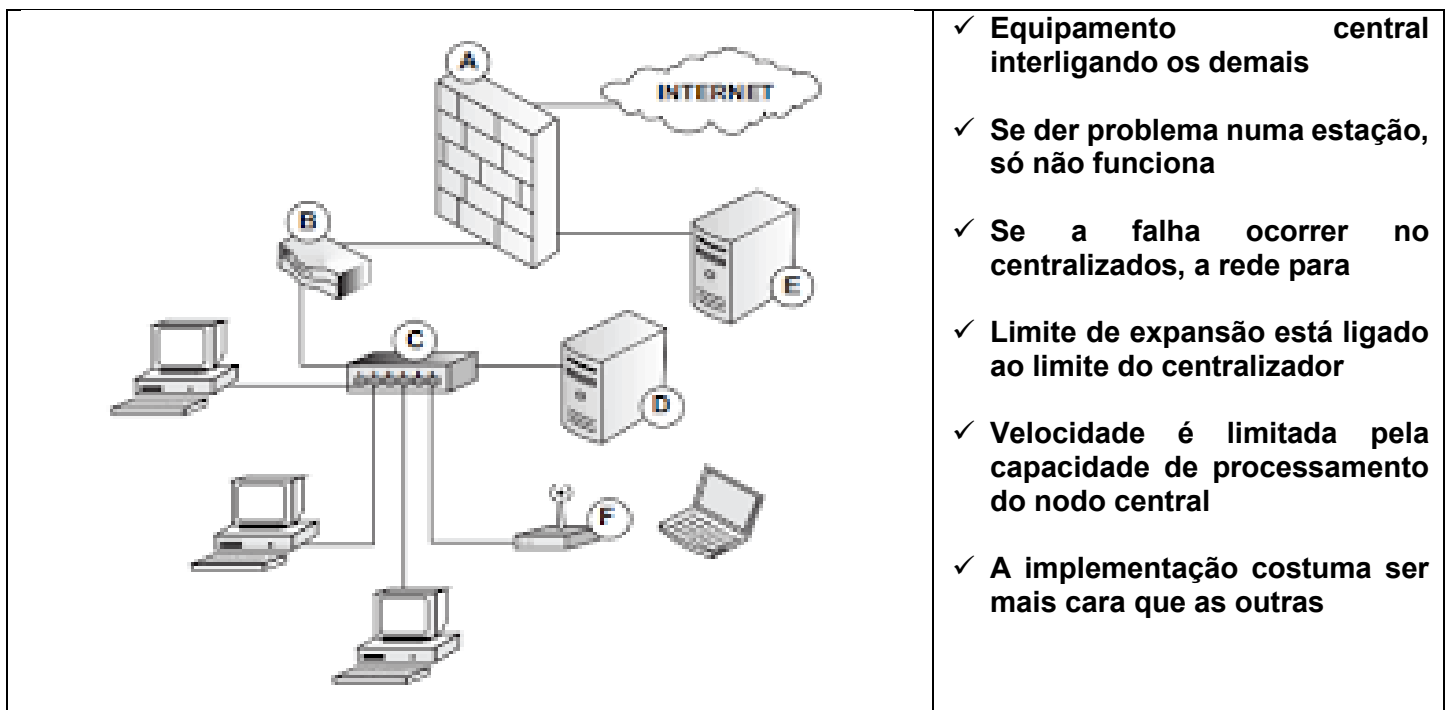 A
INTERNET
B
E
C
D
F
✓ Equipamento central
interligando os demais
✓ Se der problema numa estação,
só não funciona
✓ Se a falha ocorrer no
centralizados, a rede para
✓ Limite de expansão está ligado
ao limite do centralizador
✓ Velocidade é limitada pela
capacidade de processamento
do nodo central
✓ A implementação costuma ser
mais cara que as outras